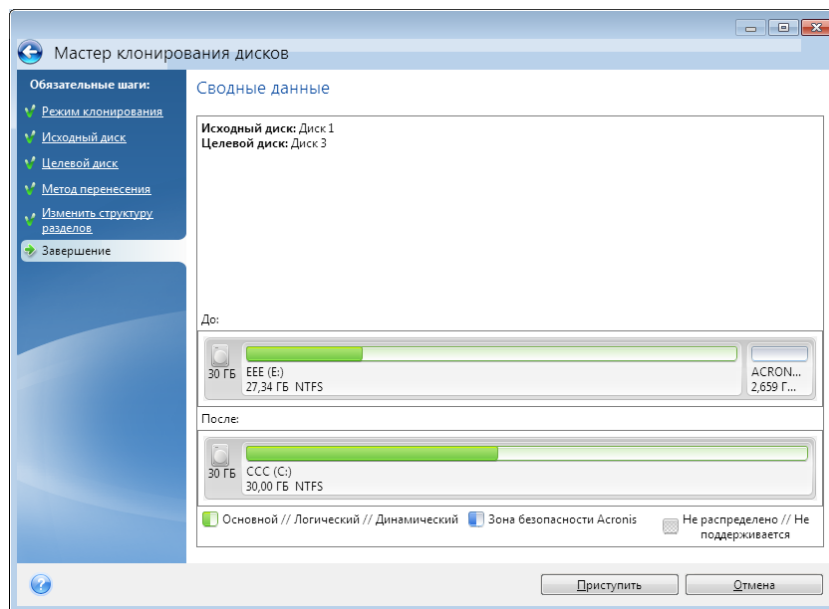 Мастер клонирования дисков
Обязательные шаги:
Режим клонирования
Исходный диск
Целевой диск
Метод перенесения
Изменить структуру
разделов
Завершение
Сводные данные
Исходный диск: Диск 1
Целевой диск: Диск 3
До:
30 ГБ
EEE (E:)
27,34 ГБ NTFS
ACRON...
2,659 Г...
После:
30 ГБ
CCC (C:)
30,00 ГБ NTFS
Основной // Логический // Динамический
Зона безопасности Acronis
Не распределено // Не
поддерживается
Приступить
Отмена